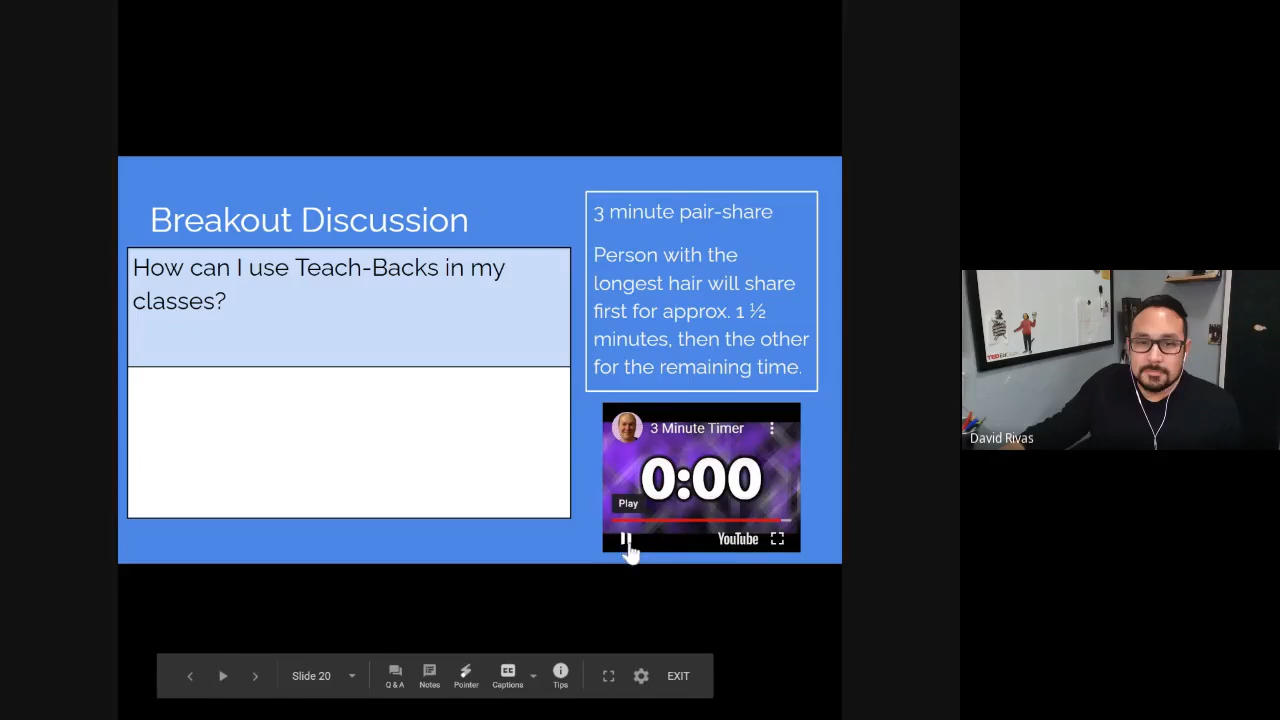 Breakout Discussion
How can I use Teach-Backs in my
classes?
3 minute pair-share
Person with the
longest hair will share
first for approx. 1 ½
minutes, then the other
for the remaining time.
3 Minute Timer
0:00
Play
YouTube
TEDEd
David Rivas
Slide 20
Q & A
Notes
Pointer
CC
Captions
Tips
EXIT